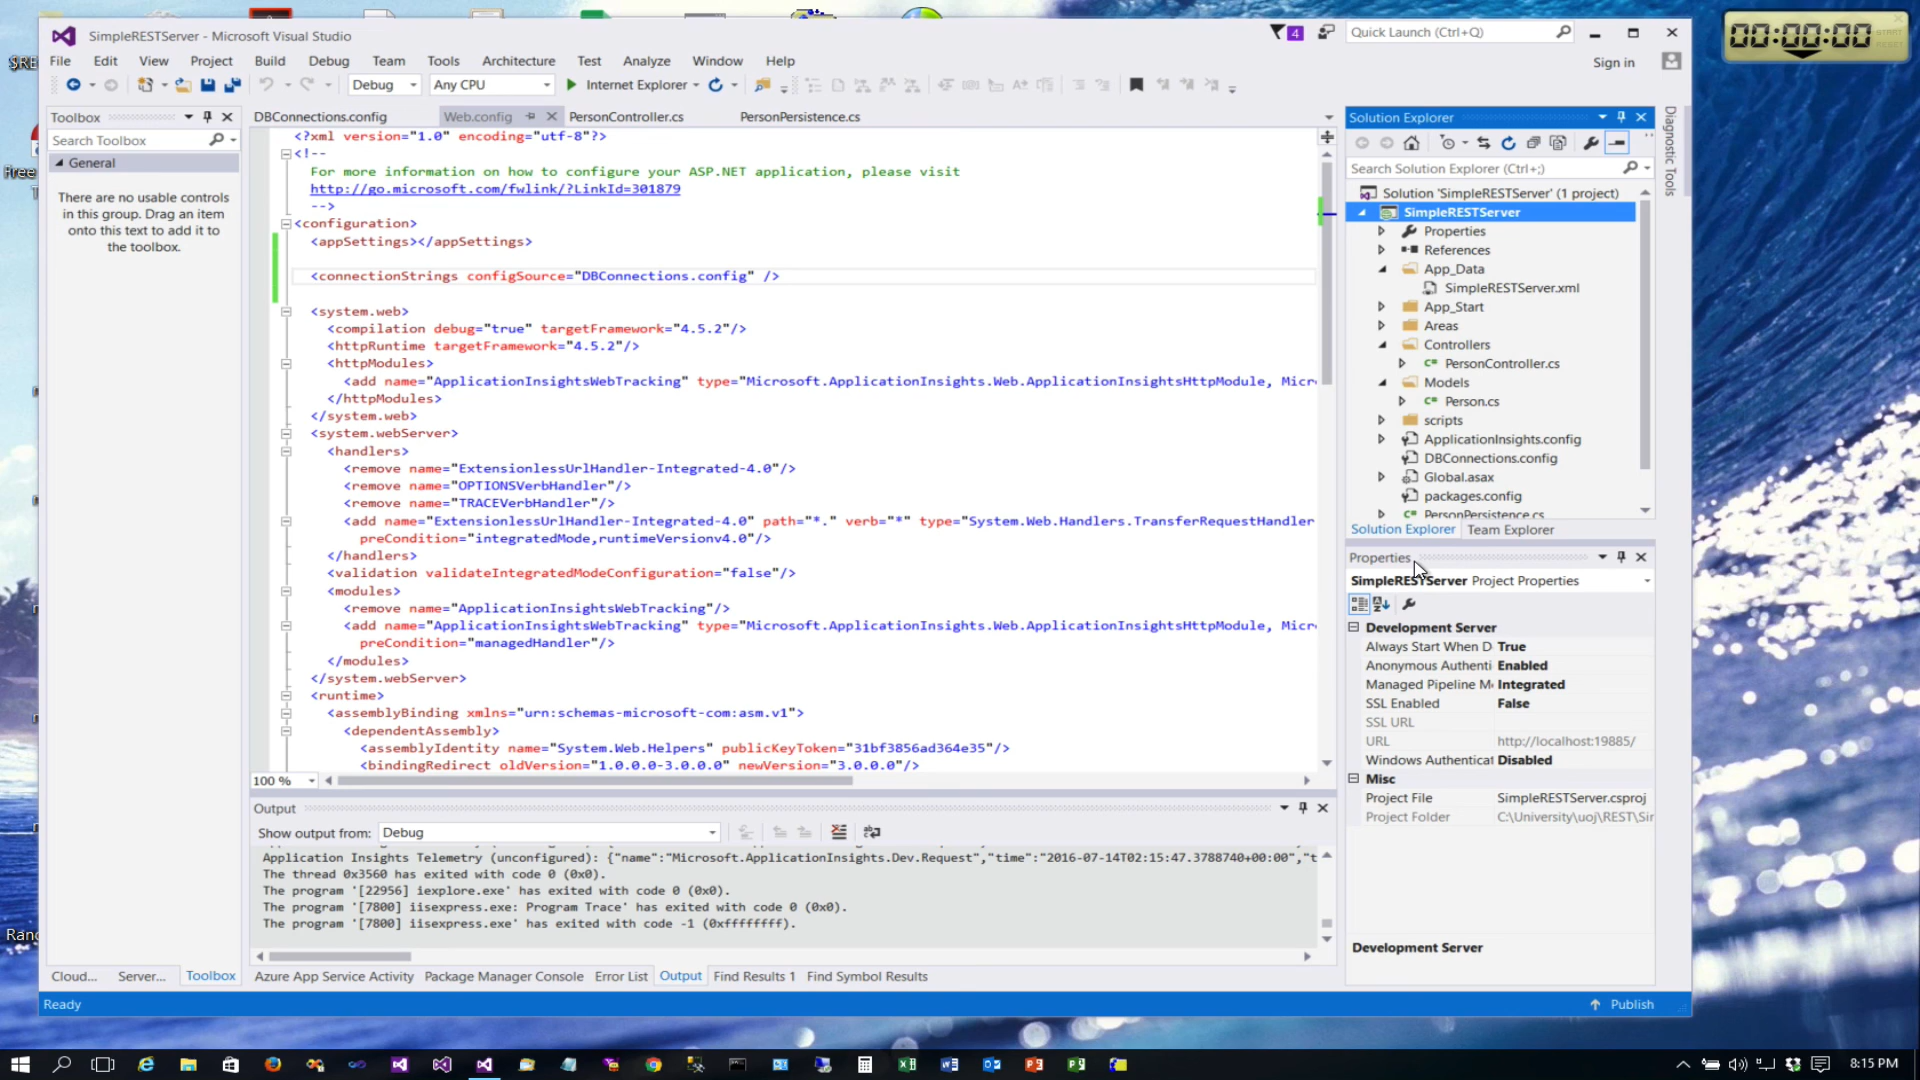 SimpleRESTServer - Microsoft Visual Studio
4
Quick Launch (Ctrl+Q)
00:00:00
START
RESET
File Edit View Project Build Debug Team Tools Architecture Test Analyze Window Help
Sign in
Debug Any CPU Internet Explorer
Toolbox
Search Toolbox
General
There are no usable controls
in this group. Drag an item
onto this text to add it to
the toolbox.
DBConnections.config Web.config PersonController.cs PersonPersistence.cs
<?xml version="1.0" encoding="utf-8"?>
<!--
For more information on how to configure your ASP.NET application, please visit
http://go.microsoft.com/fwlink/?LinkId=301879
-->
<configuration>
<appSettings></appSettings>
<connectionStrings configSource="DBConnections.config" />
<system.web>
<compilation debug="true" targetFramework="4.5.2"/>
<httpRuntime targetFramework="4.5.2"/>
<httpModules>
<add name="ApplicationInsightsWebTracking" type="Microsoft.ApplicationInsights.Web.ApplicationInsightsHttpModule, Micr
</httpModules>
</system.web>
<system.webServer>
<handlers>
<remove name="ExtensionlessUrlHandler-Integrated-4.0"/>
<remove name="OPTIONSVerbHandler"/>
<remove name="TRACEVerbHandler"/>
<add name="ExtensionlessUrlHandler-Integrated-4.0" path="*." verb="*" type="System.Web.Handlers.TransferRequestHandler
preCondition="integratedMode,runtimeVersionv4.0"/>
</handlers>
<validation validateIntegratedModeConfiguration="false"/>
<modules>
<remove name="ApplicationInsightsWebTracking"/>
<add name="ApplicationInsightsWebTracking" type="Microsoft.ApplicationInsights.Web.ApplicationInsightsHttpModule, Micr
preCondition="managedHandler"/>
</modules>
</system.webServer>
<runtime>
<assemblyBinding xmlns="urn:schemas-microsoft-com:asm.v1">
<dependentAssembly>
<assemblyIdentity name="System.Web.Helpers" publicKeyToken="31bf3856ad364e35"/>
<bindingRedirect oldVersion="1.0.0.0-3.0.0.0" newVersion="3.0.0.0"/>
100 %
Output
Show output from: Debug
Application Insights Telemetry (unconfigured): {"name":"Microsoft.ApplicationInsights.Dev.Request","time":"2016-07-14T02:15:47.3788740+00:00","t
The thread 0x3560 has exited with code 0 (0x0).
The program '[22956] iexplore.exe' has exited with code 0 (0x0).
The program '[7800] iisexpress.exe: Program Trace' has exited with code 0 (0x0).
The program '[7800] iisexpress.exe' has exited with code -1 (0xffffffff).
Cloud... Server... Toolbox
Azure App Service Activity Package Manager Console Error List Output Find Results 1 Find Symbol Results
Solution Explorer
Search Solution Explorer (Ctrl+;)
Solution 'SimpleRESTServer' (1 project)
SimpleRESTServer
Properties
References
App_Data
SimpleRESTServer.xml
App_Start
Areas
Controllers
C# PersonController.cs
Models
C# Person.cs
scripts
ApplicationInsights.config
DBConnections.config
Global.asax
packages.config
C# PersonPersistence.cs
Solution Explorer Team Explorer
Diagnostic Tools
Properties
SimpleRESTServer Project Properties
Development Server
Always Start When D True
Anonymous Authenti Enabled
Managed Pipeline M Integrated
SSL Enabled False
SSL URL
URL http://localhost:19885/
Windows Authenticat Disabled
Misc
Project File SimpleRESTServer.csproj
Project Folder C:\University\uoj\REST\Sir
Development Server
Ready
Publish
Free
8:15 PM